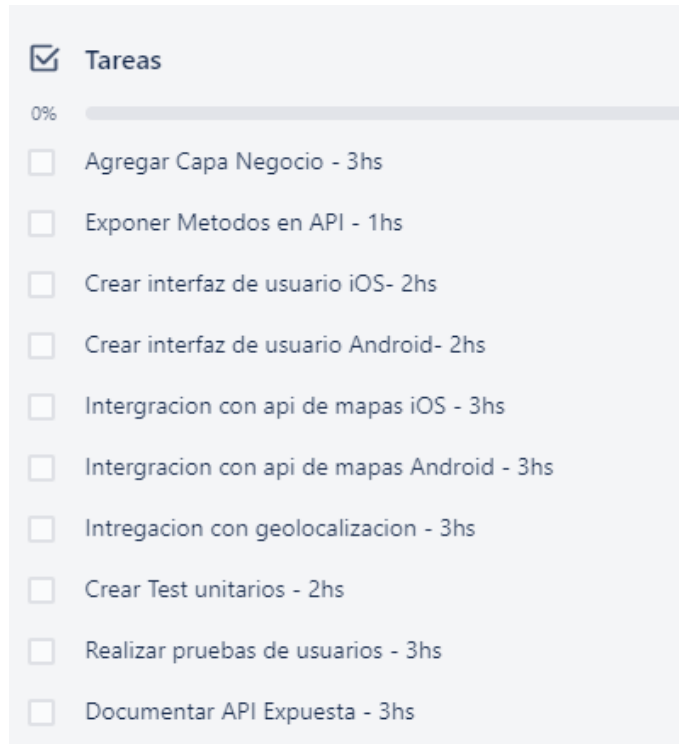 Tareas
0%
Agregar Capa Negocio - 3hs
Exponer Metodos en API - 1hs
Crear interfaz de usuario iOS- 2hs
Crear interfaz de usuario Android- 2hs
Intergracion con api de mapas iOS - 3hs
Intergracion con api de mapas Android - 3hs
Intregacion con geolocalizacion - 3hs
Crear Test unitarios - 2hs
Realizar pruebas de usuarios - 3hs
Documentar API Expuesta - 3hs